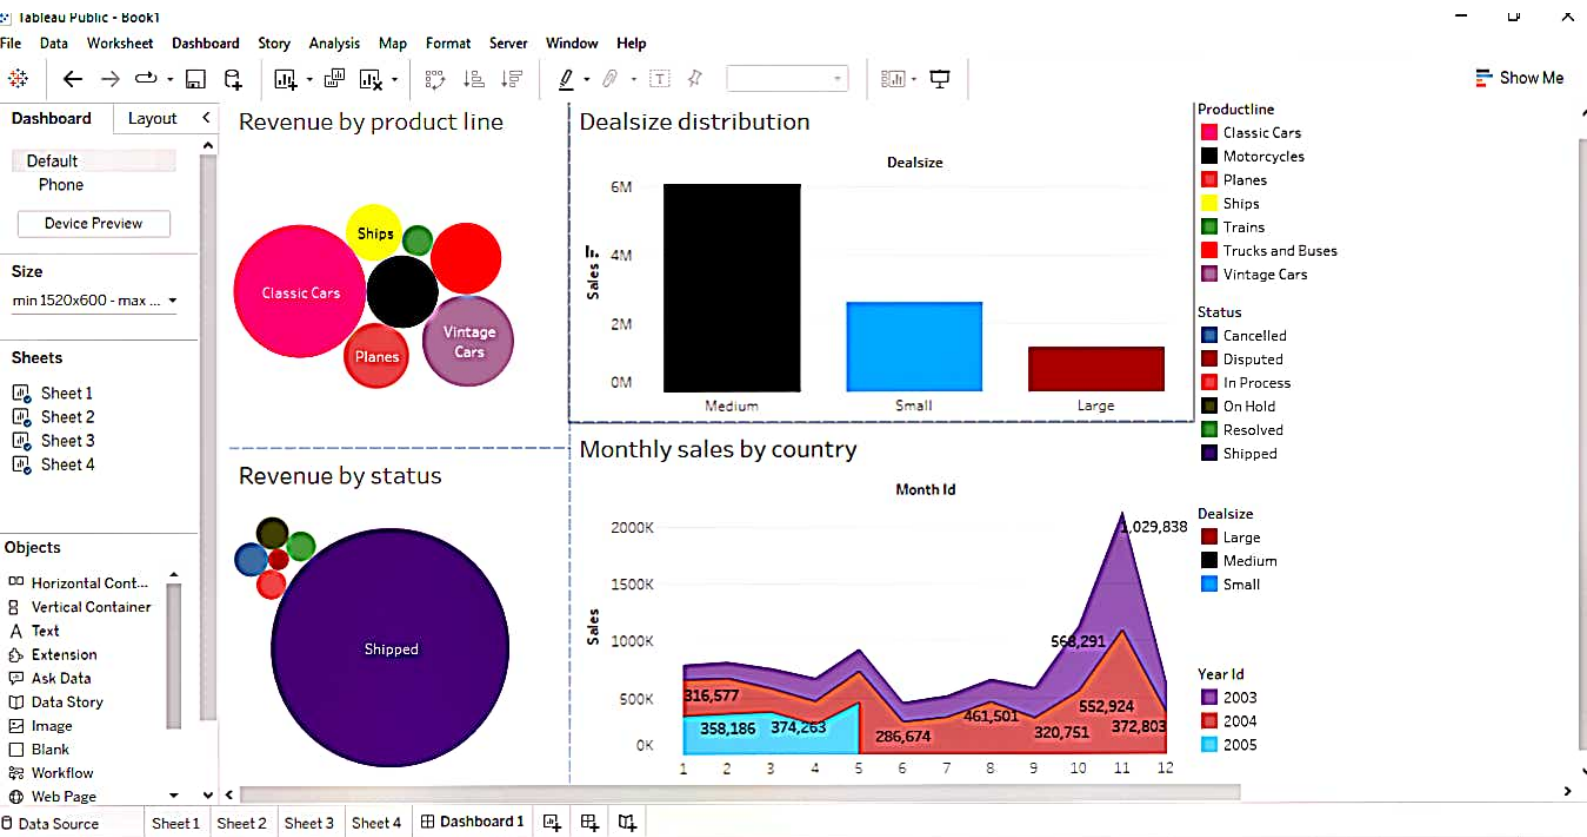 Tableau Public - Book1
File Data Worksheet Dashboard Story Analysis Map Format Server Window Help
Show Me
Dashboard Layout
Default
Phone
Device Preview
Size
min 1520x600 - max ...
Sheets
Sheet 1
Sheet 2
Sheet 3
Sheet 4
Objects
Horizontal Cont...
Vertical Container
Text
Extension
Ask Data
Data Story
Image
Blank
Workflow
Web Page
Revenue by product line
Ships
Classic Cars
Vintage
Cars
Planes
Dealsize distribution
Dealsize
Sales
6M
4M
2M
0M
Medium Small Large
Revenue by status
Shipped
Monthly sales by country
Month Id
Sales
2000K
1500K
1000K
500K
0K
1,029,838
568,291
316,577
358,186 374,263
286,674
461,501
320,751
552,924
372,803
1 2 3 4 5 6 7 8 9 10 11 12
Productline
Classic Cars
Motorcycles
Planes
Ships
Trains
Trucks and Buses
Vintage Cars
Status
Cancelled
Disputed
In Process
On Hold
Resolved
Shipped
Dealsize
Large
Medium
Small
Year Id
2003
2004
2005
Data Source Sheet 1 Sheet 2 Sheet 3 Sheet 4 Dashboard 1